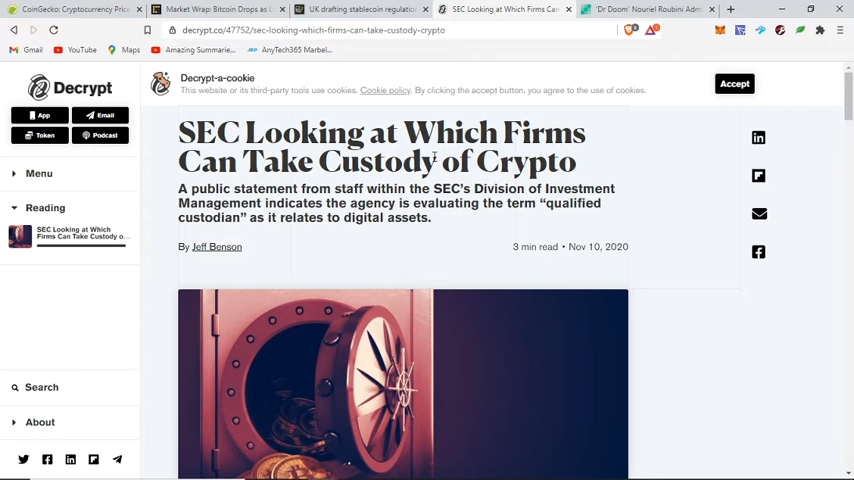 CoinGecko: Cryptocurrency Price
Market Wrap: Bitcoin Drops as L
UK drafting stablecoin regulation
SEC Looking at Which Firms Can
'Dr Doom' Nouriel Roubini Adm
decrypt.co/47752/sec-looking-which-firms-can-take-custody-crypto
Gmail YouTube Maps Amazing Summarie... AnyTech365 Marbel...
Decrypt
App Email
Token Podcast
Menu
Reading
SEC Looking at Which Firms
Can Take Custody o...
Search
About
Decrypt-a-cookie
This website or its third-party tools use cookies. Cookie policy. By clicking the accept button, you agree to the use of cookies.
Accept
SEC Looking at Which Firms
Can Take Custody of Crypto
A public statement from staff within the SEC's Division of Investment
Management indicates the agency is evaluating the term “qualified
custodian” as it relates to digital assets.
By Jeff Benson
3 min read • Nov 10, 2020